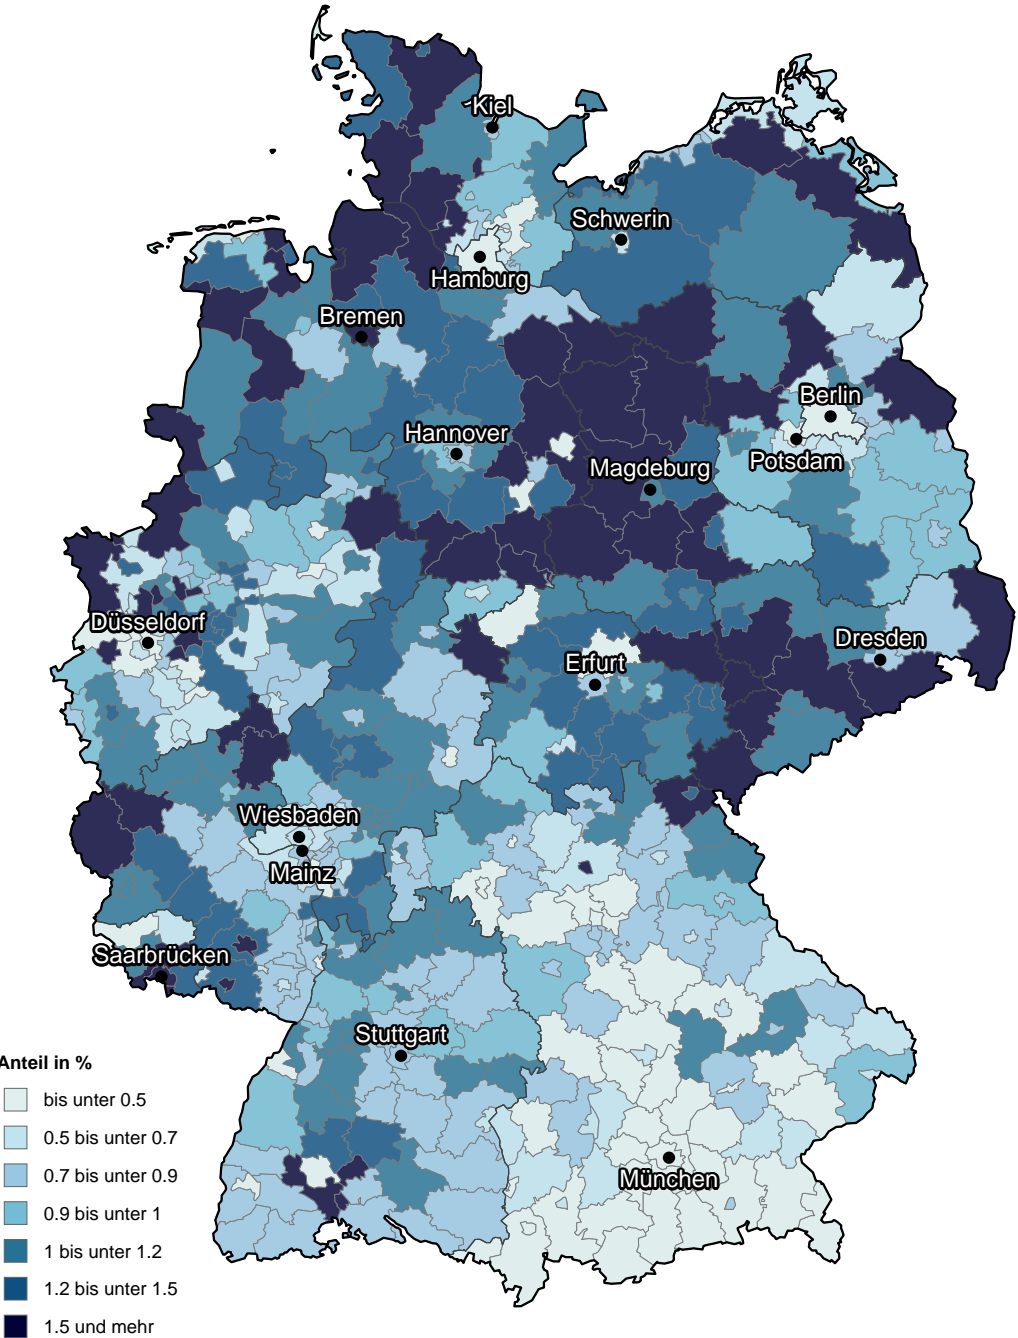 Kiel
Schwerin
Hamburg
Bremen
Berlin
Hannover
Potsdam
Magdeburg
Düsseldorf
Dresden
Erfurt
Wiesbaden
Mainz
Saarbrücken
Stuttgart
München
Anteil in %
bis unter 0.5
0.5 bis unter 0.7
0.7 bis unter 0.9
0.9 bis unter 1
1 bis unter 1.2
1.2 bis unter 1.5
1.5 und mehr